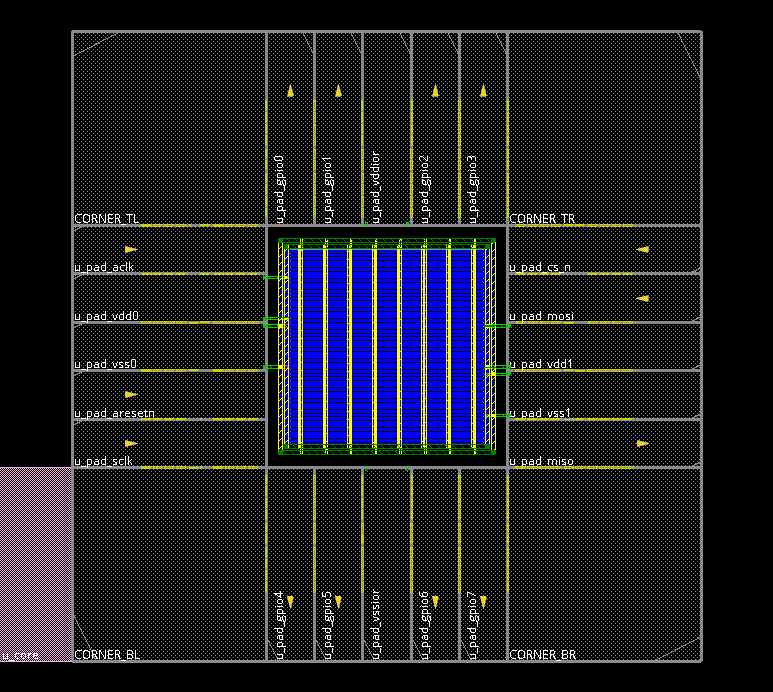 u_pad_gpio0
u_pad_gpio1
u_pad_vddior
u_pad_gpio2
u_pad_gpio3
CORNER_TL
CORNER_TR
u_pad_aclk
u_pad_cs_n
u_pad_vdd0
u_pad_mosi
u_pad_vss0
u_pad_vdd1
u_pad_aresetn
u_pad_vss1
u_pad_sclk
u_pad_miso
u_pad_gpio4
u_pad_gpio5
u_pad_vssior
u_pad_gpio6
u_pad_gpio7
u_core
CORNER_BL
CORNER_BR